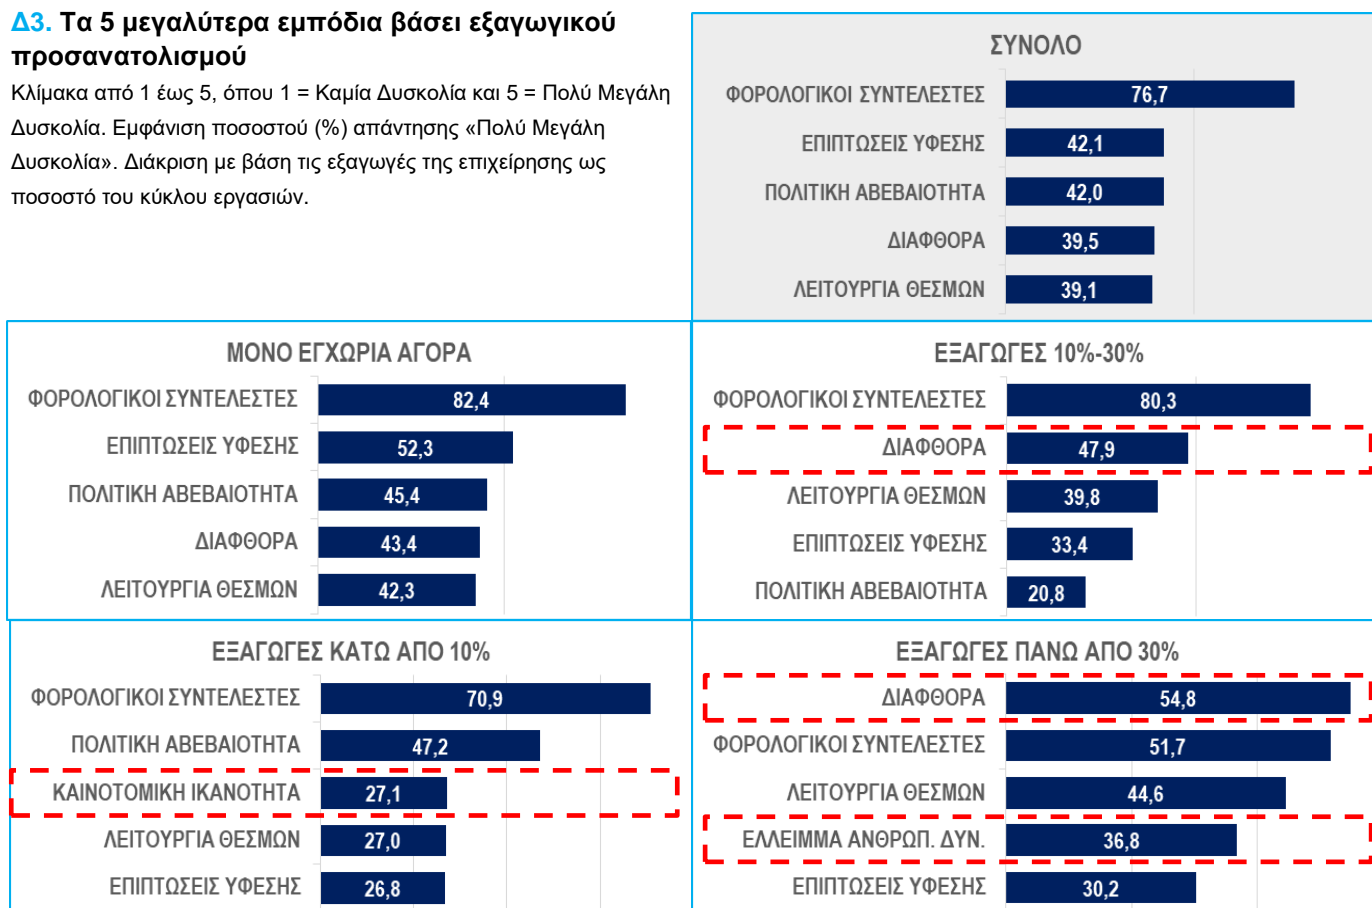 Δ3. Τα 5 μεγαλύτερα εμπόδια βάσει εξαγωγικού
προσανατολισμού
Κλίμακα από 1 έως 5, όπου 1 = Καμία Δυσκολία και 5 = Πολύ Μεγάλη
Δυσκολία. Εμφάνιση ποσοστού (%) απάντησης «Πολύ Μεγάλη
Δυσκολία». Διάκριση με βάση τις εξαγωγές της επιχείρησης ως
ποσοστό του κύκλου εργασιών.
ΣΥΝΟΛΟ
ΦΟΡΟΛΟΓΙΚΟΙ ΣΥΝΤΕΛΕΣΤΕΣ 76,7
ΕΠΙΠΤΩΣΕΙΣ ΥΦΕΣΗΣ 42,1
ΠΟΛΙΤΙΚΗ ΑΒΕΒΑΙΟΤΗΤΑ 42,0
ΔΙΑΦΘΟΡΑ 39,5
ΛΕΙΤΟΥΡΓΙΑ ΘΕΣΜΩΝ 39,1
ΜΟΝΟ ΕΓΧΩΡΙΑ ΑΓΟΡΑ
ΦΟΡΟΛΟΓΙΚΟΙ ΣΥΝΤΕΛΕΣΤΕΣ 82,4
ΕΠΙΠΤΩΣΕΙΣ ΥΦΕΣΗΣ 52,3
ΠΟΛΙΤΙΚΗ ΑΒΕΒΑΙΟΤΗΤΑ 45,4
ΔΙΑΦΘΟΡΑ 43,4
ΛΕΙΤΟΥΡΓΙΑ ΘΕΣΜΩΝ 42,3
ΕΞΑΓΩΓΕΣ 10%-30%
ΦΟΡΟΛΟΓΙΚΟΙ ΣΥΝΤΕΛΕΣΤΕΣ 80,3
ΔΙΑΦΘΟΡΑ 47,9
ΛΕΙΤΟΥΡΓΙΑ ΘΕΣΜΩΝ 39,8
ΕΠΙΠΤΩΣΕΙΣ ΥΦΕΣΗΣ 33,4
ΠΟΛΙΤΙΚΗ ΑΒΕΒΑΙΟΤΗΤΑ 20,8
ΕΞΑΓΩΓΕΣ ΚΑΤΩ ΑΠΟ 10%
ΦΟΡΟΛΟΓΙΚΟΙ ΣΥΝΤΕΛΕΣΤΕΣ 70,9
ΠΟΛΙΤΙΚΗ ΑΒΕΒΑΙΟΤΗΤΑ 47,2
ΚΑΙΝΟΤΟΜΙΚΗ ΙΚΑΝΟΤΗΤΑ 27,1
ΛΕΙΤΟΥΡΓΙΑ ΘΕΣΜΩΝ 27,0
ΕΠΙΠΤΩΣΕΙΣ ΥΦΕΣΗΣ 26,8
ΕΞΑΓΩΓΕΣ ΠΑΝΩ ΑΠΟ 30%
ΔΙΑΦΘΟΡΑ 54,8
ΦΟΡΟΛΟΓΙΚΟΙ ΣΥΝΤΕΛΕΣΤΕΣ 51,7
ΛΕΙΤΟΥΡΓΙΑ ΘΕΣΜΩΝ 44,6
ΕΛΛΕΙΜΜΑ ΑΝΘΡΩΠ. ΔΥΝ. 36,8
ΕΠΙΠΤΩΣΕΙΣ ΥΦΕΣΗΣ 30,2